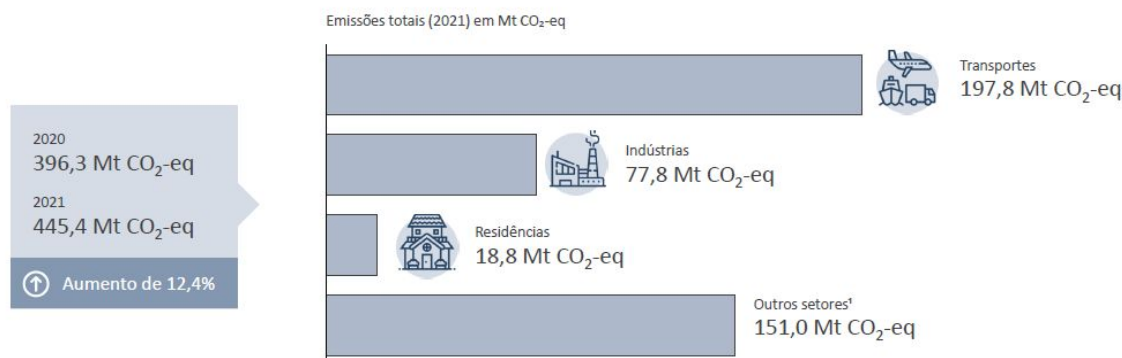 Emissões totais (2021) em Mt CO₂-eq
Transportes
197,8 Mt CO₂-eq
2020
396,3 Mt CO₂-eq
2021
445,4 Mt CO₂-eq
Aumento de 12,4%
Indústrias
77,8 Mt CO₂-eq
Residências
18,8 Mt CO₂-eq
Outros setores¹
151,0 Mt CO₂-eq